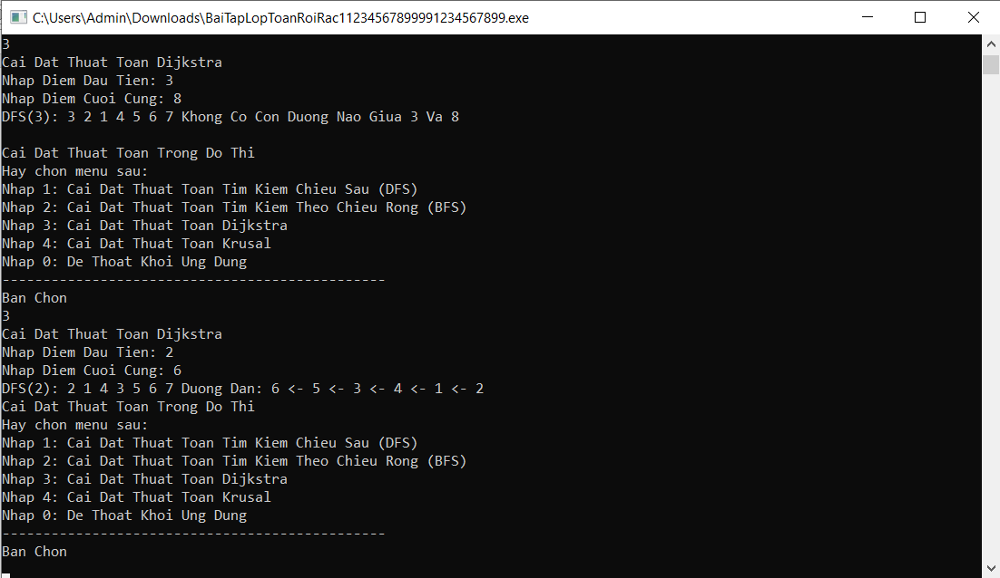 C:\Users\Admin\Downloads\BaiTapLopToanRoiRac11234567899991234567899.exe
3
Cai Dat Thuat Toan Dijkstra
Nhap Diem Dau Tien: 3
Nhap Diem Cuoi Cung: 8
DFS(3): 3 2 1 4 5 6 7 Khong Co Con Duong Nao Giua 3 Va 8
Cai Dat Thuat Toan Trong Do Thi
Hay chon menu sau:
Nhap 1: Cai Dat Thuat Toan Tim Kiem Chieu Sau (DFS)
Nhap 2: Cai Dat Thuat Toan Tim Kiem Theo Chieu Rong (BFS)
Nhap 3: Cai Dat Thuat Toan Dijkstra
Nhap 4: Cai Dat Thuat Toan Krusal
Nhap 0: De Thoat Khoi Ung Dung
-----------------------------------------------
Ban Chon
3
Cai Dat Thuat Toan Dijkstra
Nhap Diem Dau Tien: 2
Nhap Diem Cuoi Cung: 6
DFS(2): 2 1 4 3 5 6 7 Duong Dan: 6 <- 5 <- 3 <- 4 <- 1 <- 2
Cai Dat Thuat Toan Trong Do Thi
Hay chon menu sau:
Nhap 1: Cai Dat Thuat Toan Tim Kiem Chieu Sau (DFS)
Nhap 2: Cai Dat Thuat Toan Tim Kiem Theo Chieu Rong (BFS)
Nhap 3: Cai Dat Thuat Toan Dijkstra
Nhap 4: Cai Dat Thuat Toan Krusal
Nhap 0: De Thoat Khoi Ung Dung
-----------------------------------------------
Ban Chon